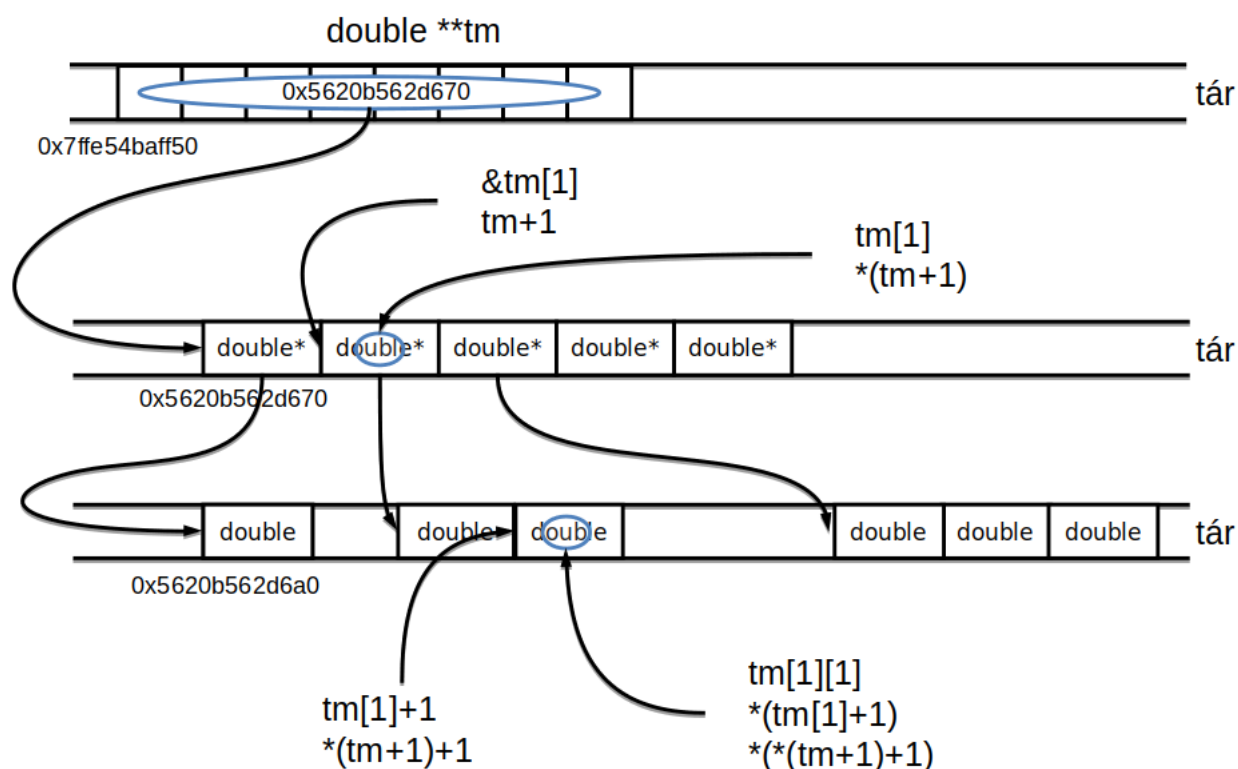 double **tm
0x5620b562d670
tár
0x7ffe54baff50
&tm[1]
tm+1
tm[1]
*(tm+1)
double* double* double* double* double*
tár
0x5620b562d670
double double double double double double
tár
0x5620b562d6a0
tm[1]+1
*(tm+1)+1
tm[1][1]
*(tm[1]+1)
*(*(tm+1)+1)